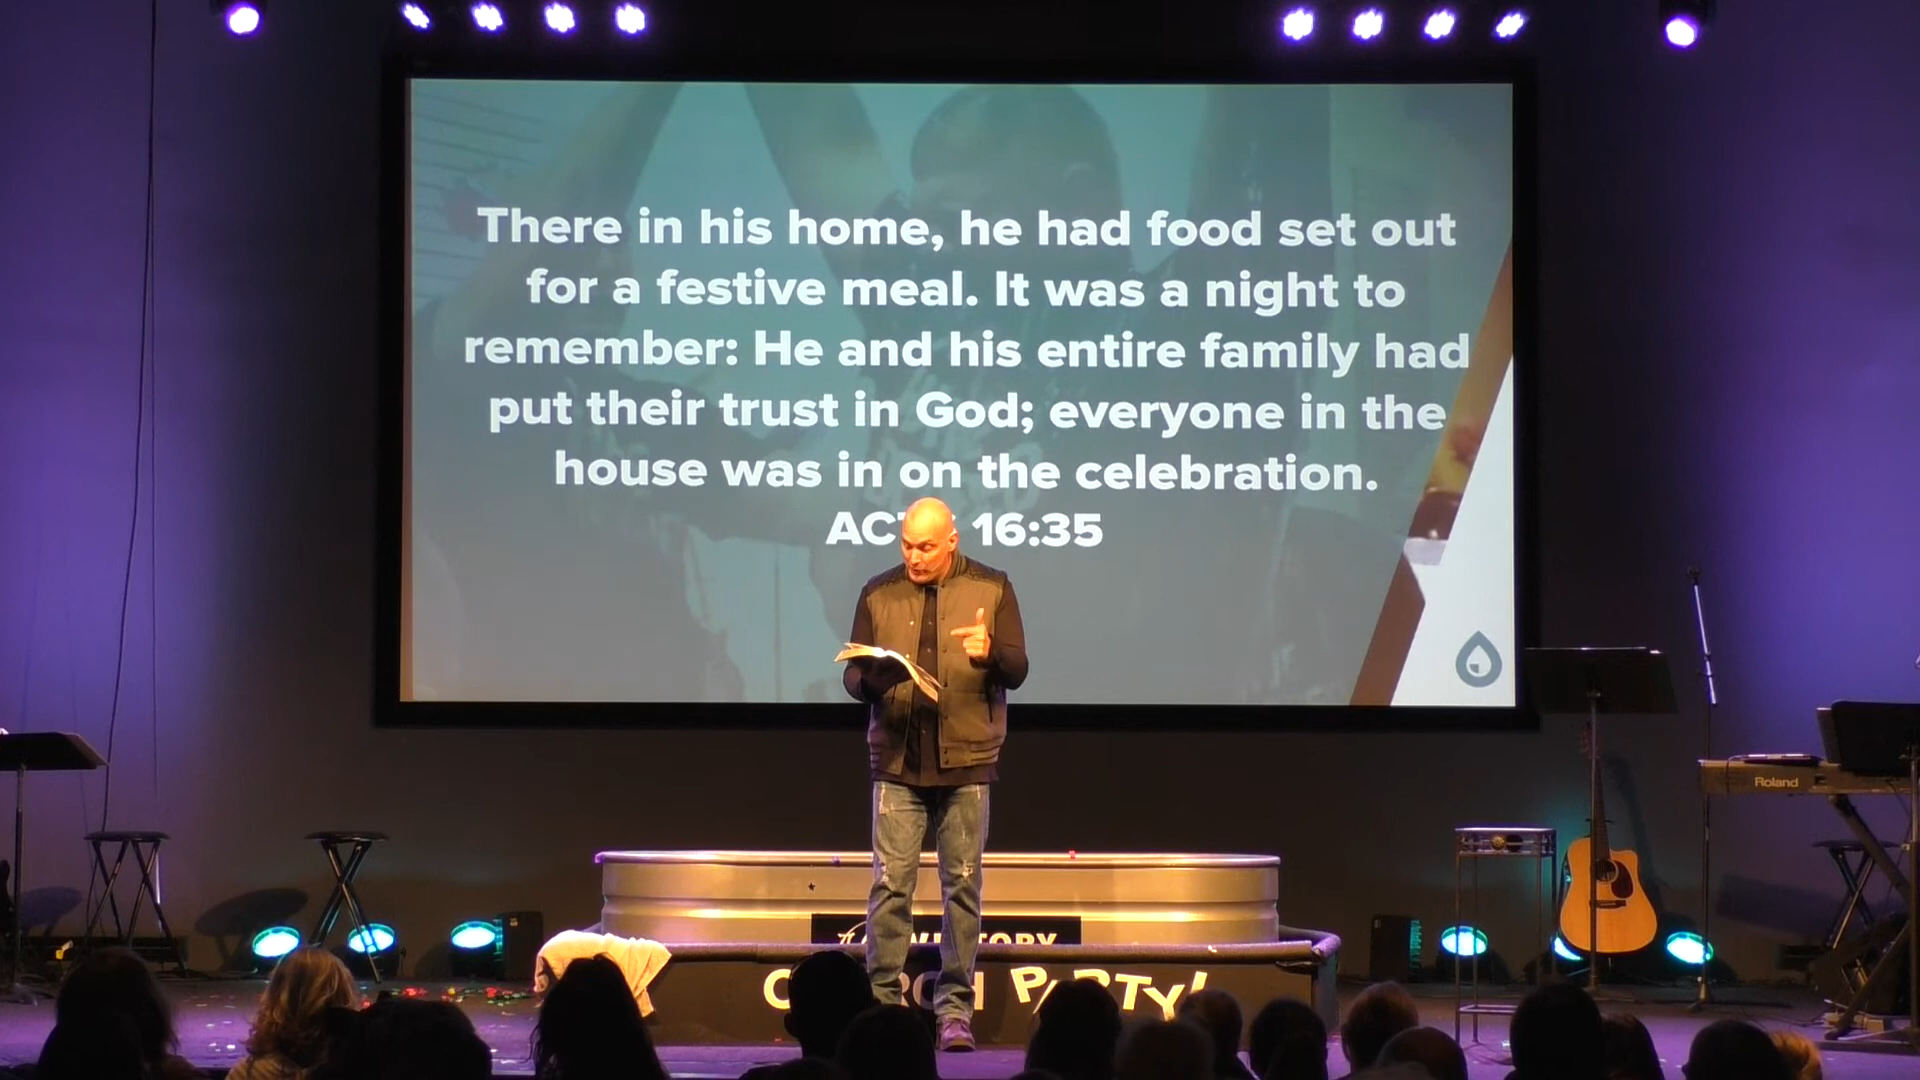 There in his home, he had food set out
for a festive meal. It was a night to
remember: He and his entire family had
put their trust in God; everyone in the
house was in on the celebration.
16:35
Roland
PARTY!